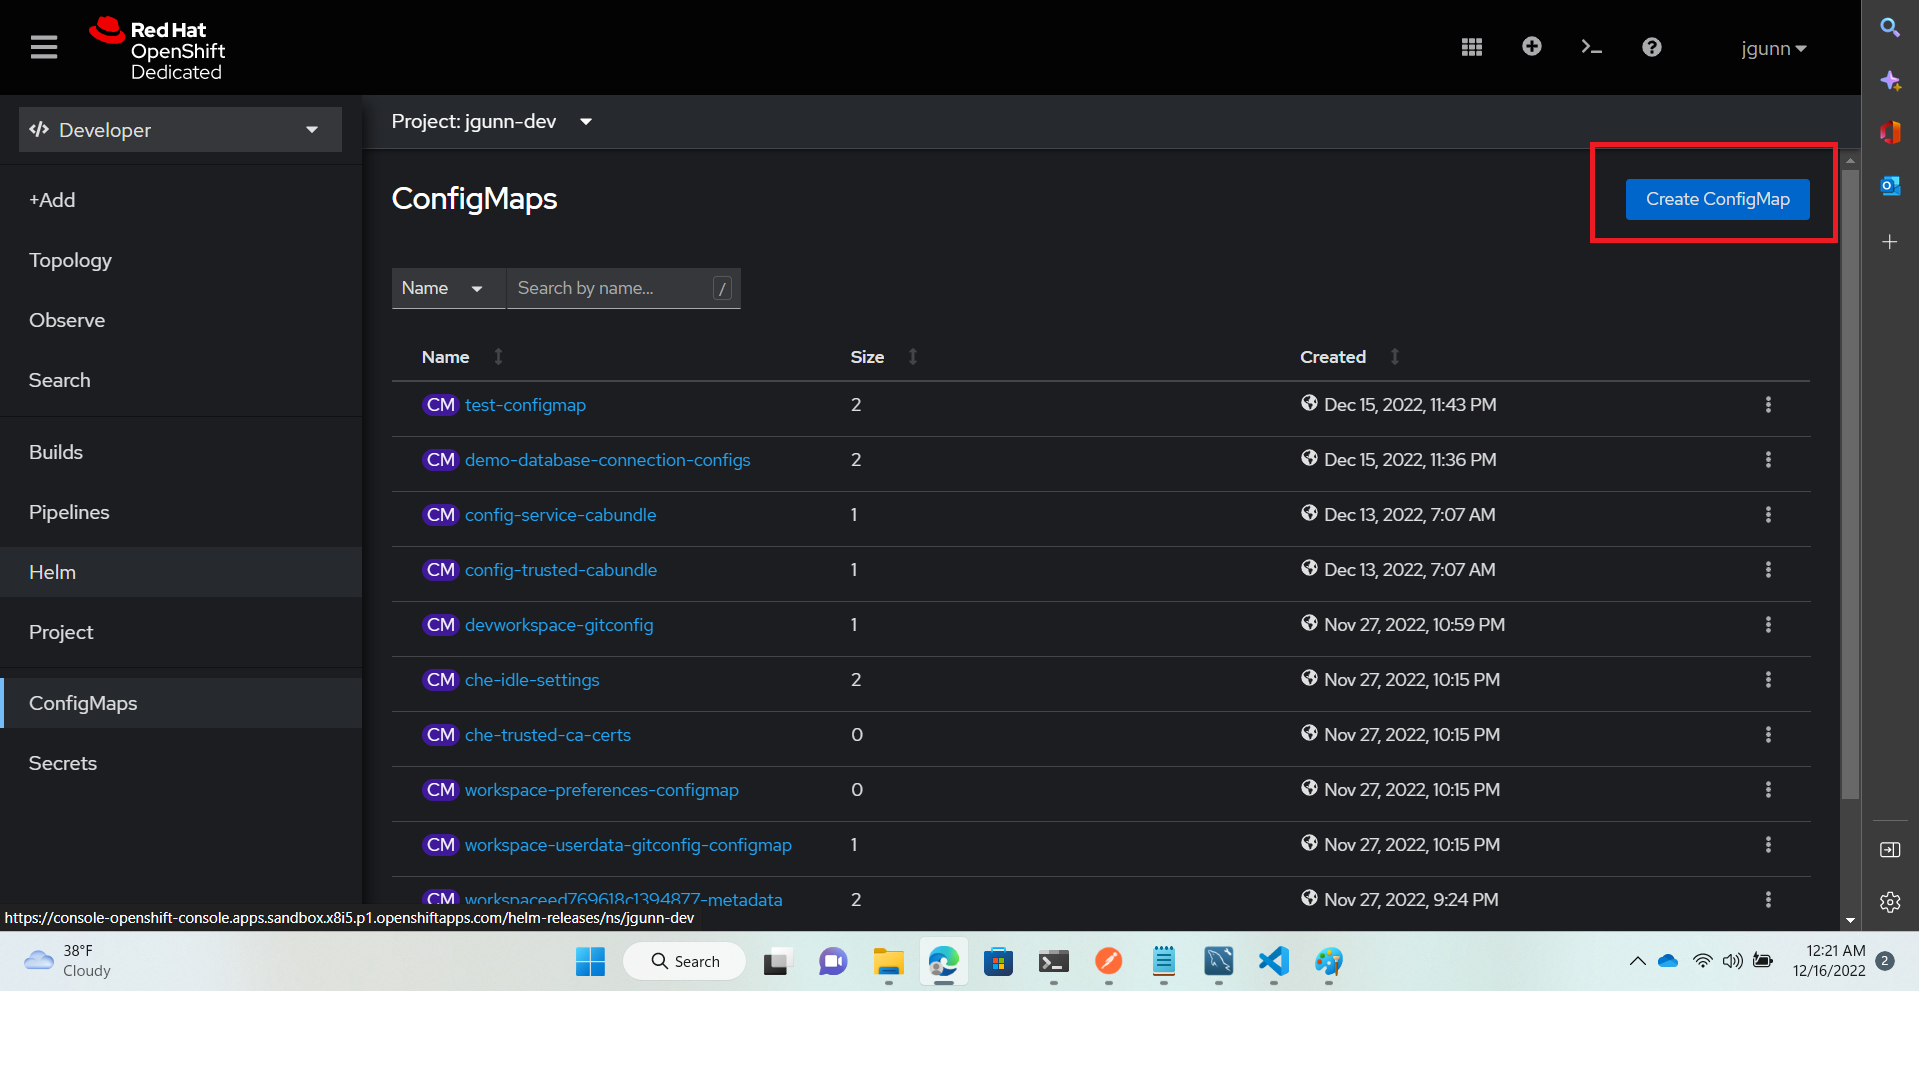 Red Hat
OpenShift
Dedicated
jgunn
Developer
Project: jgunn-dev
+Add
Topology
Observe
Search
Builds
Pipelines
Helm
Project
ConfigMaps
Secrets
ConfigMaps
Create ConfigMap
Name Search by name... /
Name Size Created
CM test-configmap 2 Dec 15, 2022, 11:43 PM
CM demo-database-connection-configs 2 Dec 15, 2022, 11:36 PM
CM config-service-cabundle 1 Dec 13, 2022, 7:07 AM
CM config-trusted-cabundle 1 Dec 13, 2022, 7:07 AM
CM devworkspace-gitconfig 1 Nov 27, 2022, 10:59 PM
CM che-idle-settings 2 Nov 27, 2022, 10:15 PM
CM che-trusted-ca-certs 0 Nov 27, 2022, 10:15 PM
CM workspace-preferences-configmap 0 Nov 27, 2022, 10:15 PM
CM workspace-userdata-gitconfig-configmap 1 Nov 27, 2022, 10:15 PM
CM workspaceed769618c1394877-metadata 2 Nov 27, 2022, 9:24 PM
https://console-openshift-console.apps.sandbox.x8i5.p1.openshiftapps.com/helm-releases/ns/jgunn-dev
38°F
Cloudy
Search
12:21 AM
12/16/2022
2